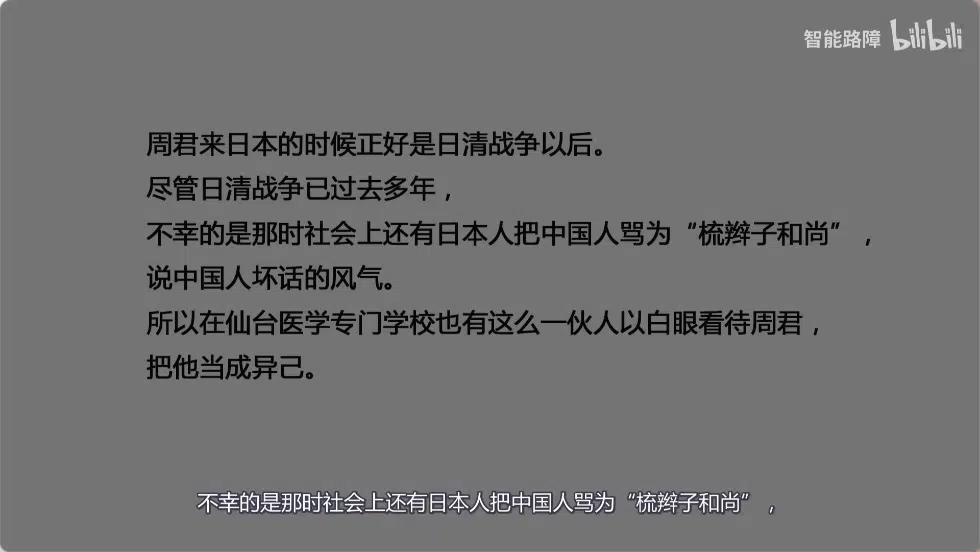 智能路障 bilibili
周君来日本的时候正好是日清战争以后。
尽管日清战争已过去多年，
不幸的是那时社会上还有日本人把中国人骂为“梳辫子和尚”，
说中国人坏话的风气。
所以在仙台医学专门学校也有这么一伙人以白眼看待周君，
把他当成异己。
不幸的是那时社会上还有日本人把中国人骂为“梳辫子和尚”，